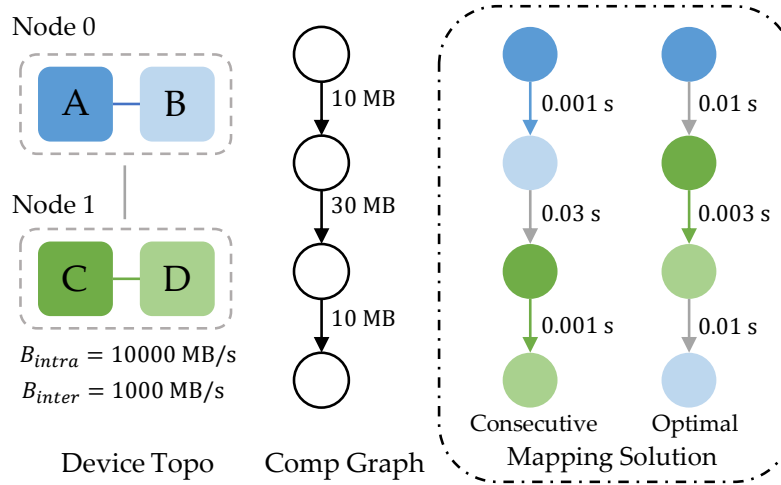 Node 0
A
B
Node 1
C
D
B_intra = 10000 MB/s
B_inter = 1000 MB/s
Device Topo
10 MB
30 MB
10 MB
Comp Graph
0.001 s
0.03 s
0.001 s
Consecutive
0.01 s
0.003 s
0.01 s
Optimal
Mapping Solution